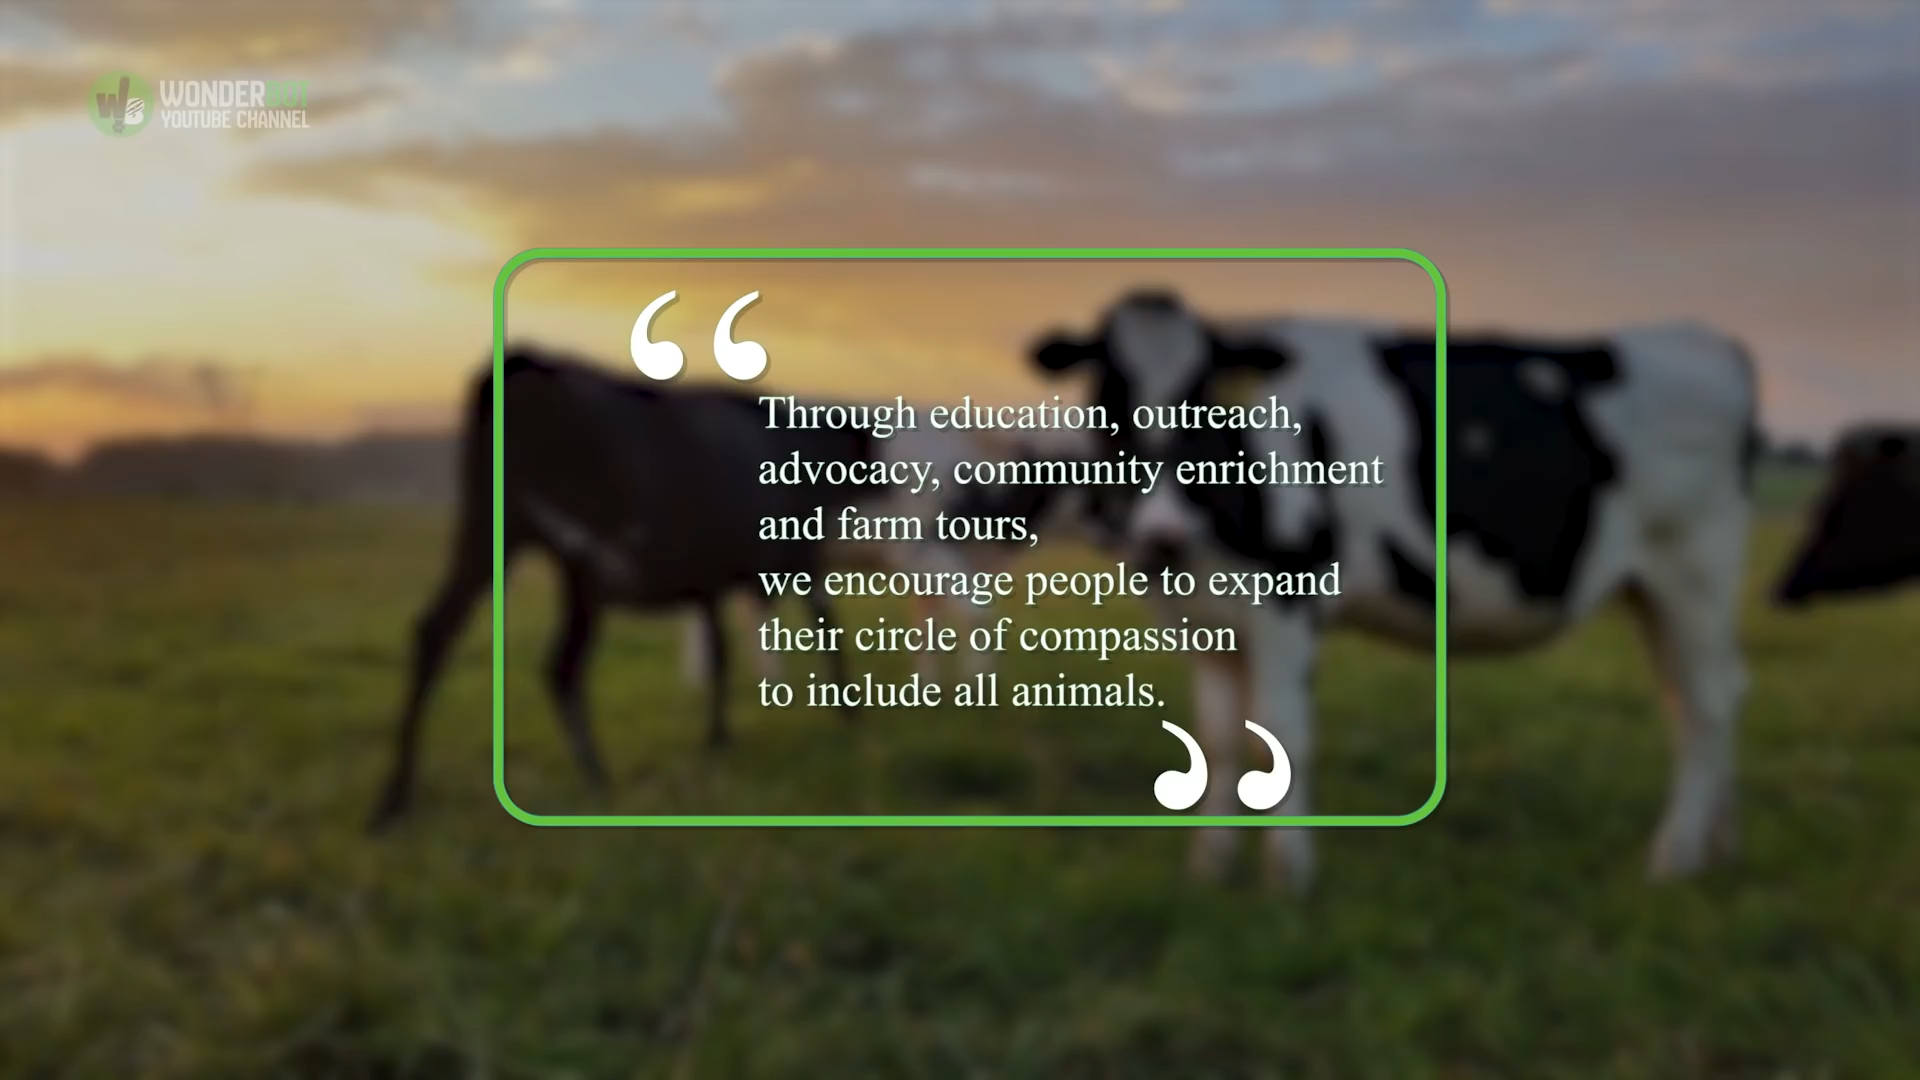 WONDERBOT
YOUTUBE CHANNEL
“
Through education, outreach,
advocacy, community enrichment
and farm tours,
we encourage people to expand
their circle of compassion
to include all animals.
”